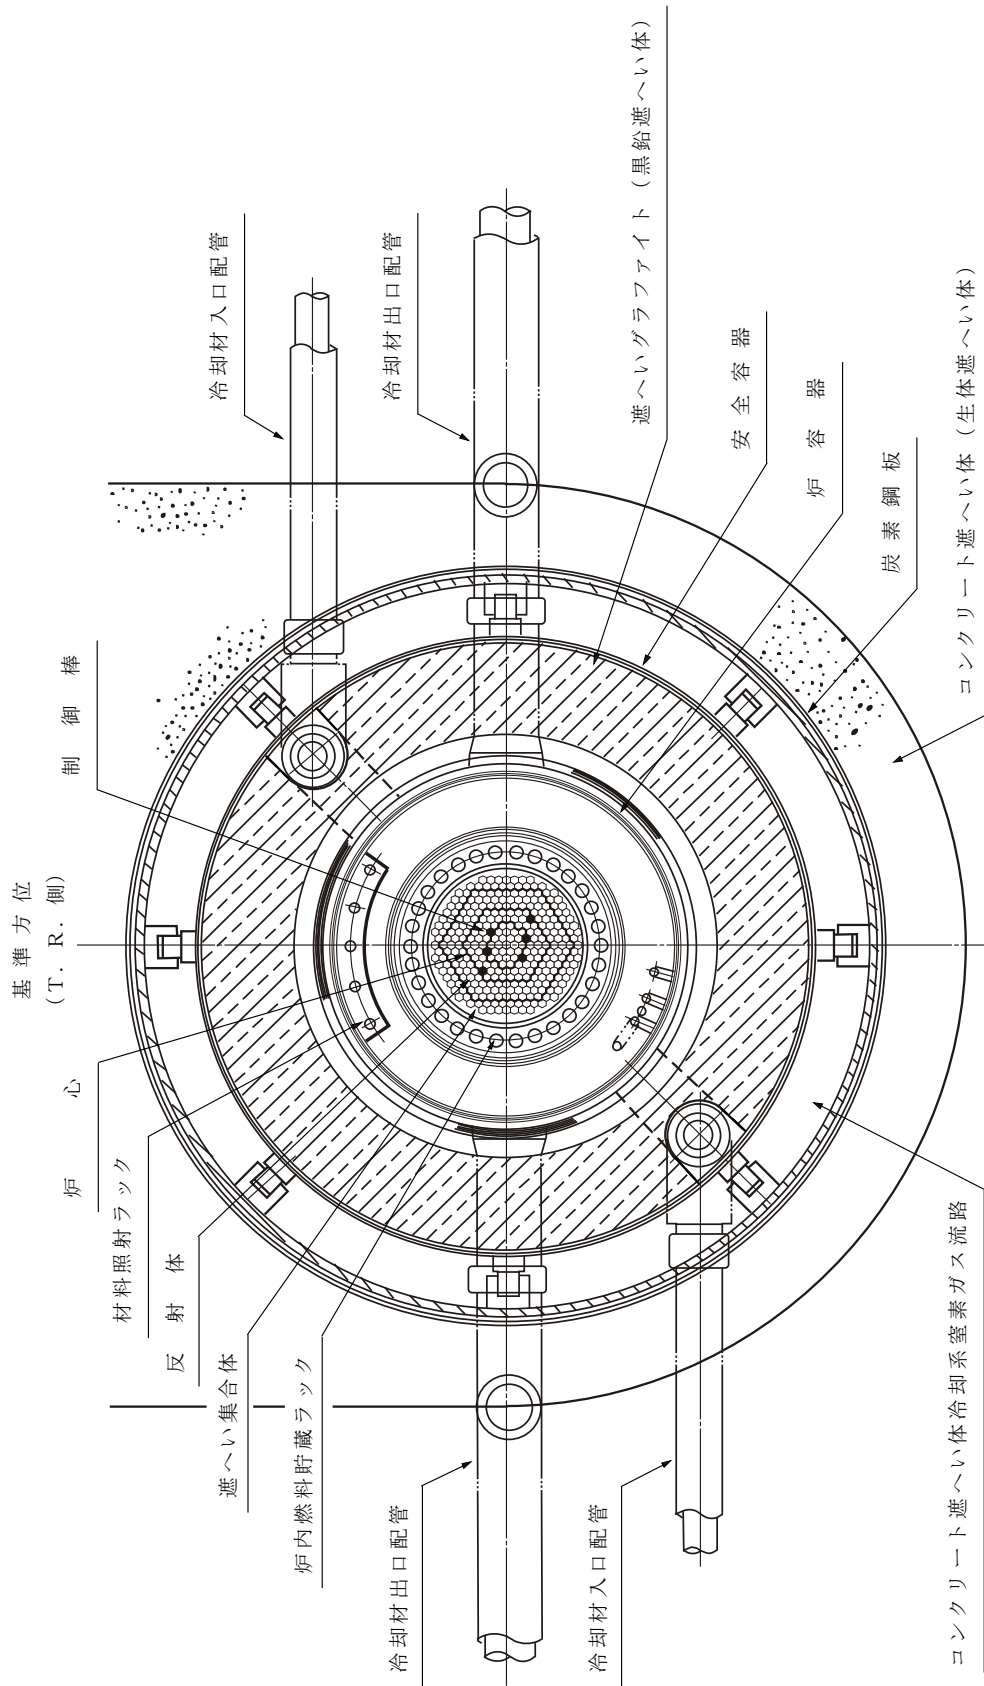 基準方位
(T. R. 側)
制御棒
炉心
材料照射ラック
反射体
遮へい集合体
炉内燃料貯蔵ラック
冷却材入口配管
冷却材出口配管
遮へいグラファイト (黒鉛遮へい体)
安全容器
炉容器
炭素鋼板
コンクリート遮へい体 (生体遮へい体)
冷却材出口配管
冷却材入口配管
コンクリート遮へい体冷却系窒素ガス流路